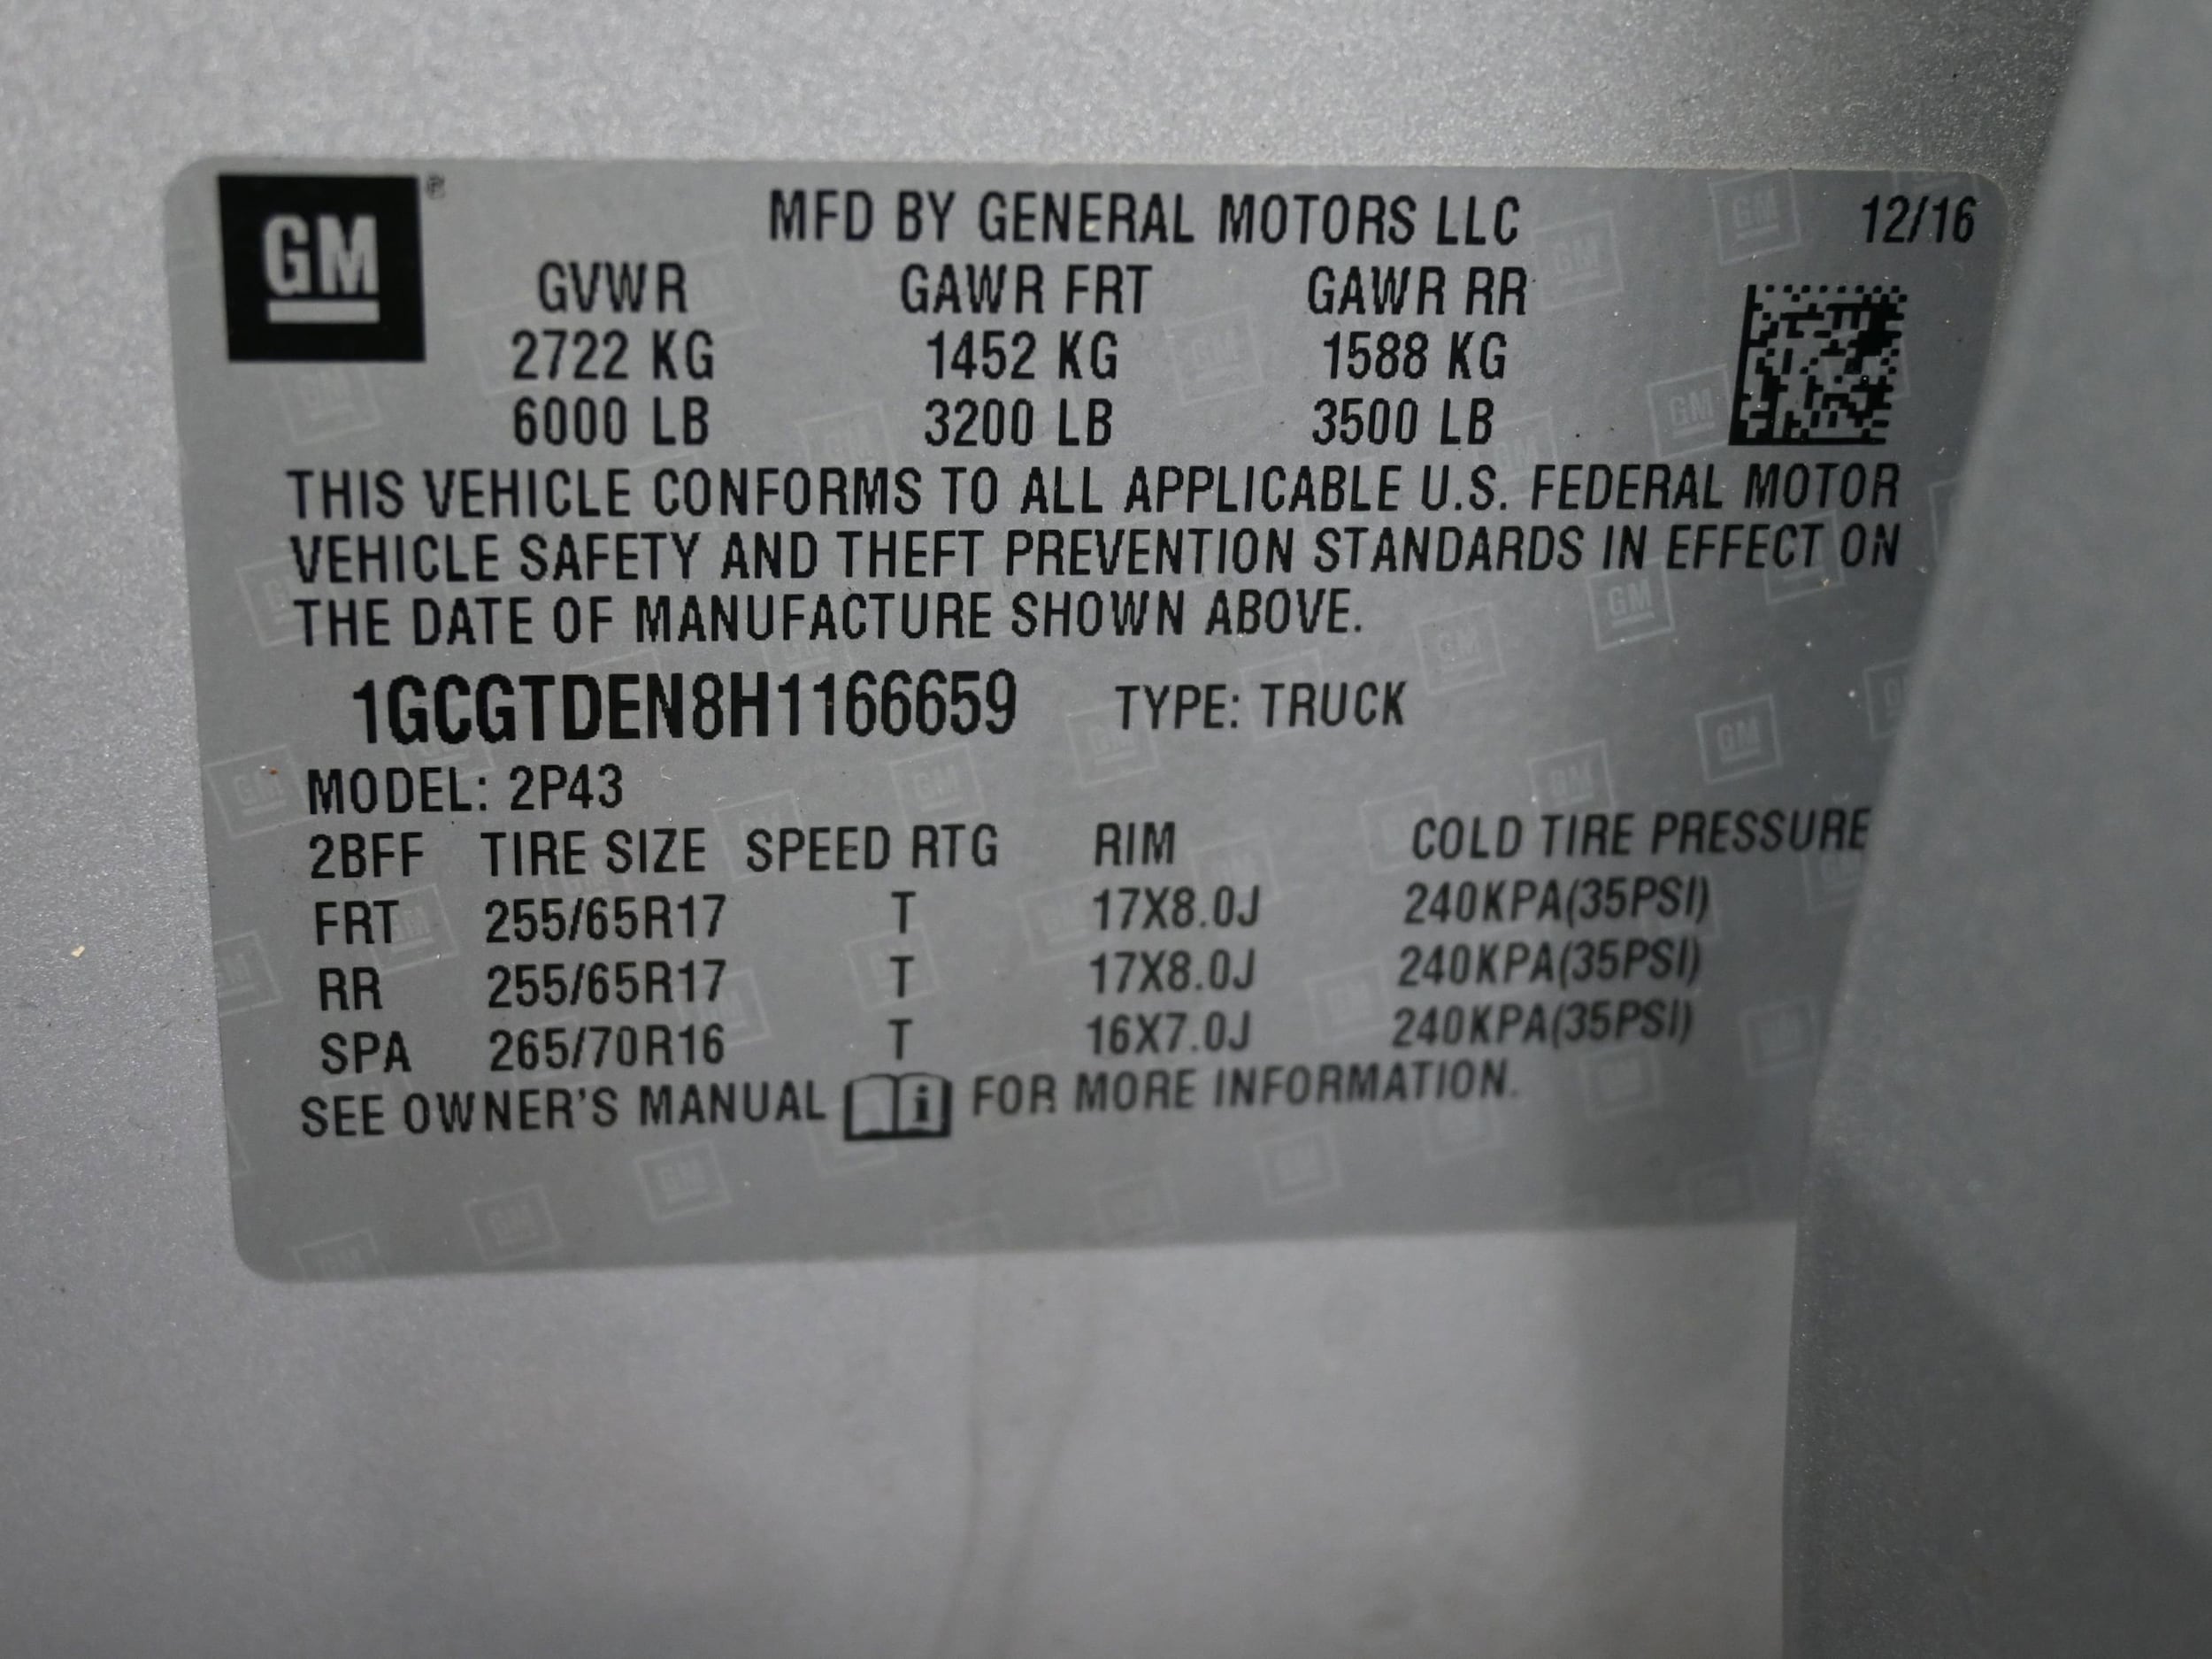 GM ®
MFD BY GENERAL MOTORS LLC 12/16
GVWR GAWR FRT GAWR RR
2722 KG 1452 KG 1588 KG
6000 LB 3200 LB 3500 LB
THIS VEHICLE CONFORMS TO ALL APPLICABLE U.S. FEDERAL MOTOR
VEHICLE SAFETY AND THEFT PREVENTION STANDARDS IN EFFECT ON
THE DATE OF MANUFACTURE SHOWN ABOVE.
1GCGTDEN8H1166659 TYPE: TRUCK
MODEL: 2P43
2BFF TIRE SIZE SPEED RTG RIM COLD TIRE PRESSURE
FRT 255/65R17 T 17X8.0J 240KPA(35PSI)
RR 255/65R17 T 17X8.0J 240KPA(35PSI)
SPA 265/70R16 T 16X7.0J 240KPA(35PSI)
SEE OWNER'S MANUAL i FOR MORE INFORMATION.